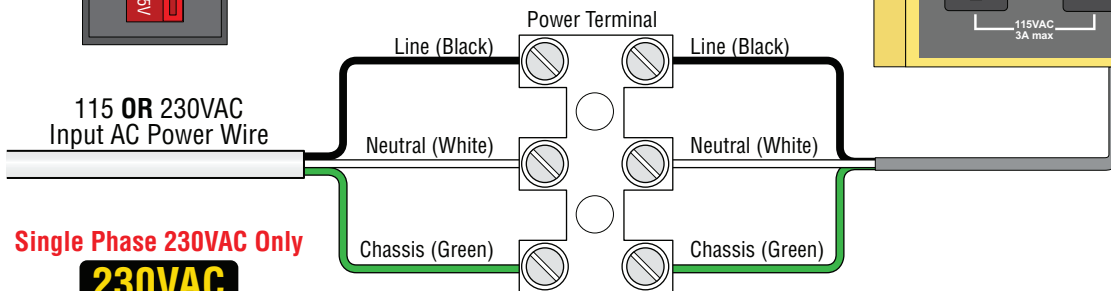 5V
Power Terminal
115VAC
3A max
Line (Black)
Line (Black)
115 OR 230VAC
Input AC Power Wire
Neutral (White)
Neutral (White)
Single Phase 230VAC Only
Chassis (Green)
Chassis (Green)
230VAC